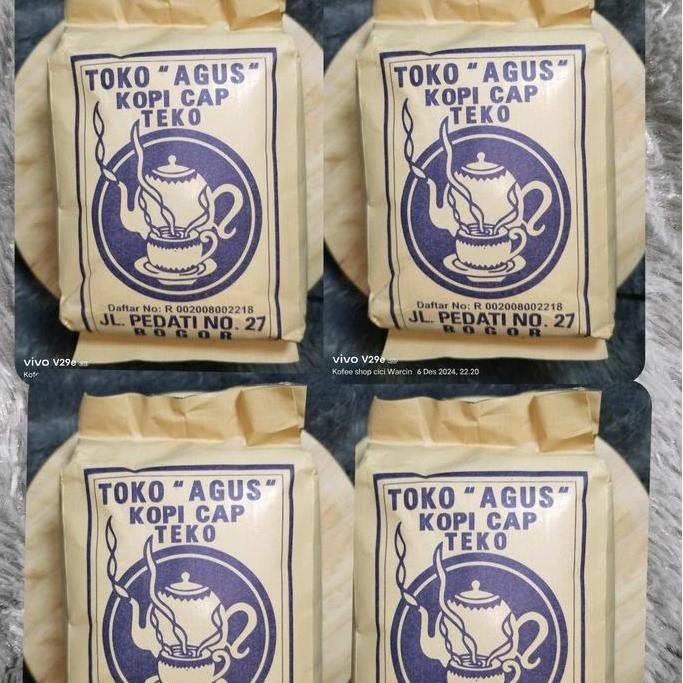 TOKO "AGUS"
KOPI CAP
TEKO
Daftar No: R 002008002218
JL. PEDATI NO. 27
BOGOR
vivo V29e
TOKO "AGUS"
KOPI CAP
TEKO
Daftar No: R 002008002218
JL. PEDATI NO. 27
BOGOR
vivo V29e
Kofee shop cici Warcin 6 Des 2024, 22.20
TOKO "AGUS"
KOPI CAP
TEKO
TOKO "AGUS"
KOPI CAP
TEKO